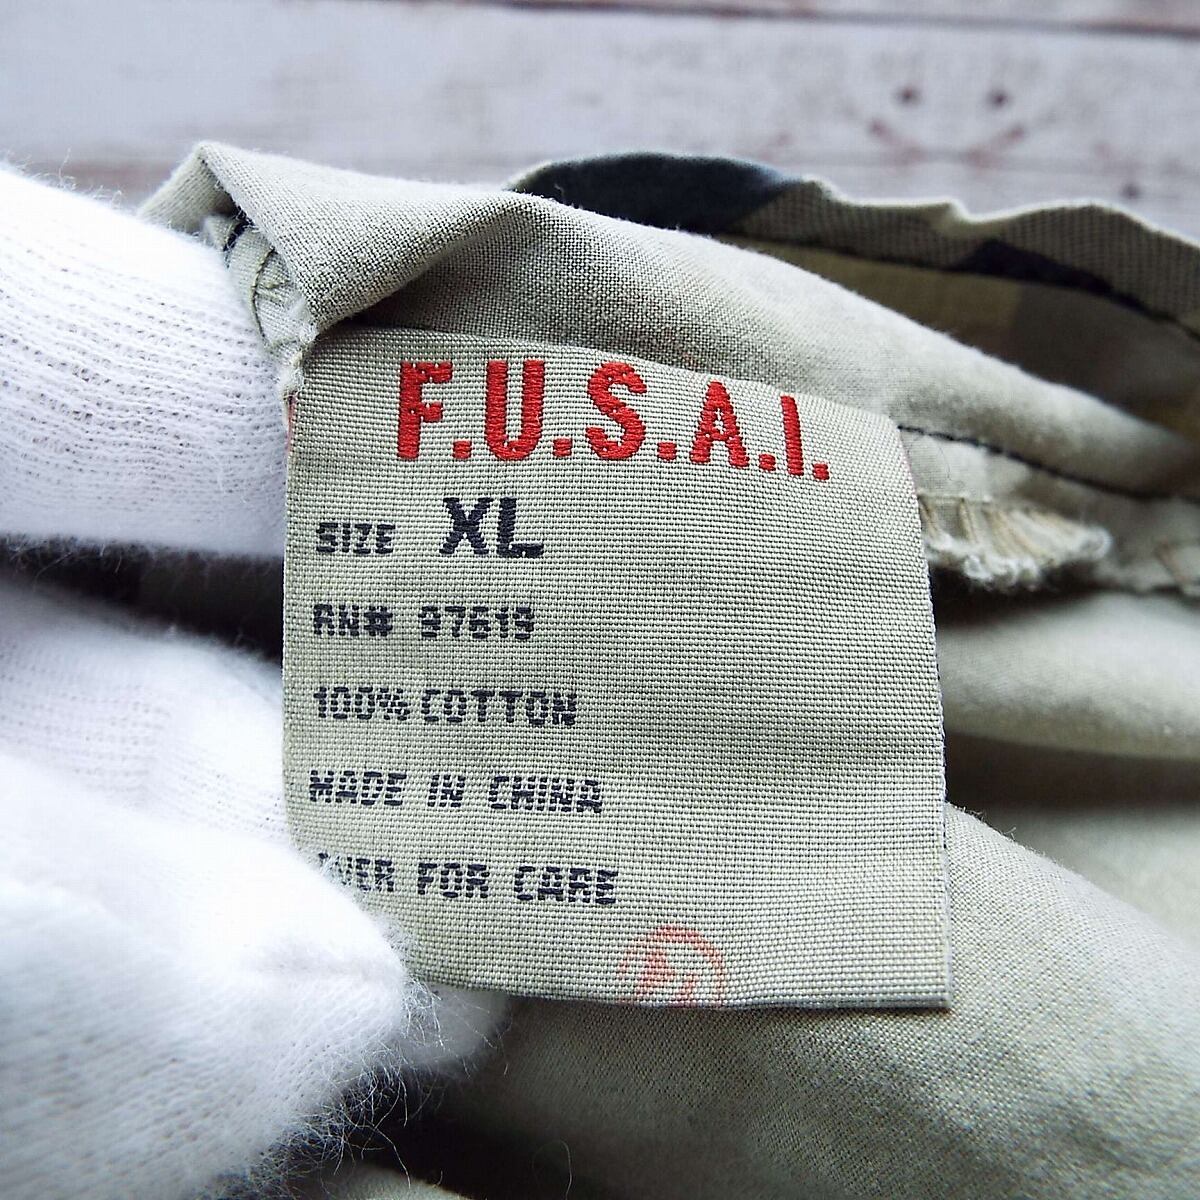 F.U.S.A.I.
SIZE XL
RN# 97619
100% COTTON
MADE IN CHINA
FOR CARE